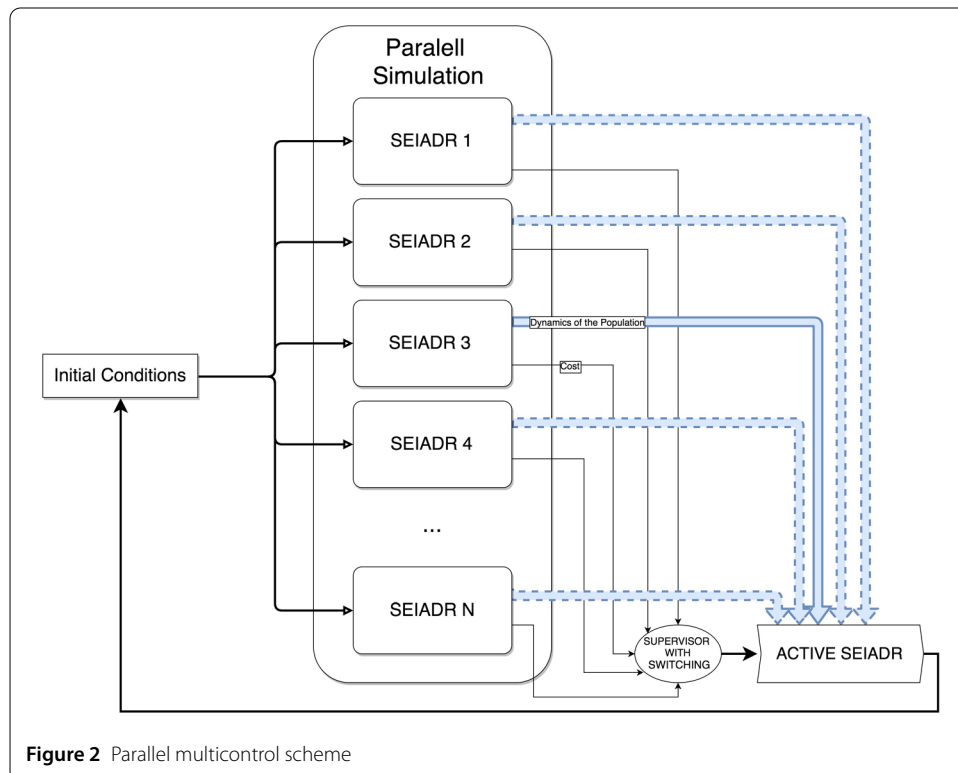 Paralell
Simulation
SEIADR 1
SEIADR 2
Dynamics of the Population
SEIADR 3
Cost
Initial Conditions
SEIADR 4
...
SEIADR N
SUPERVISOR
WITH
SWITCHING
ACTIVE SEIADR
Figure 2 Parallel multicontrol scheme